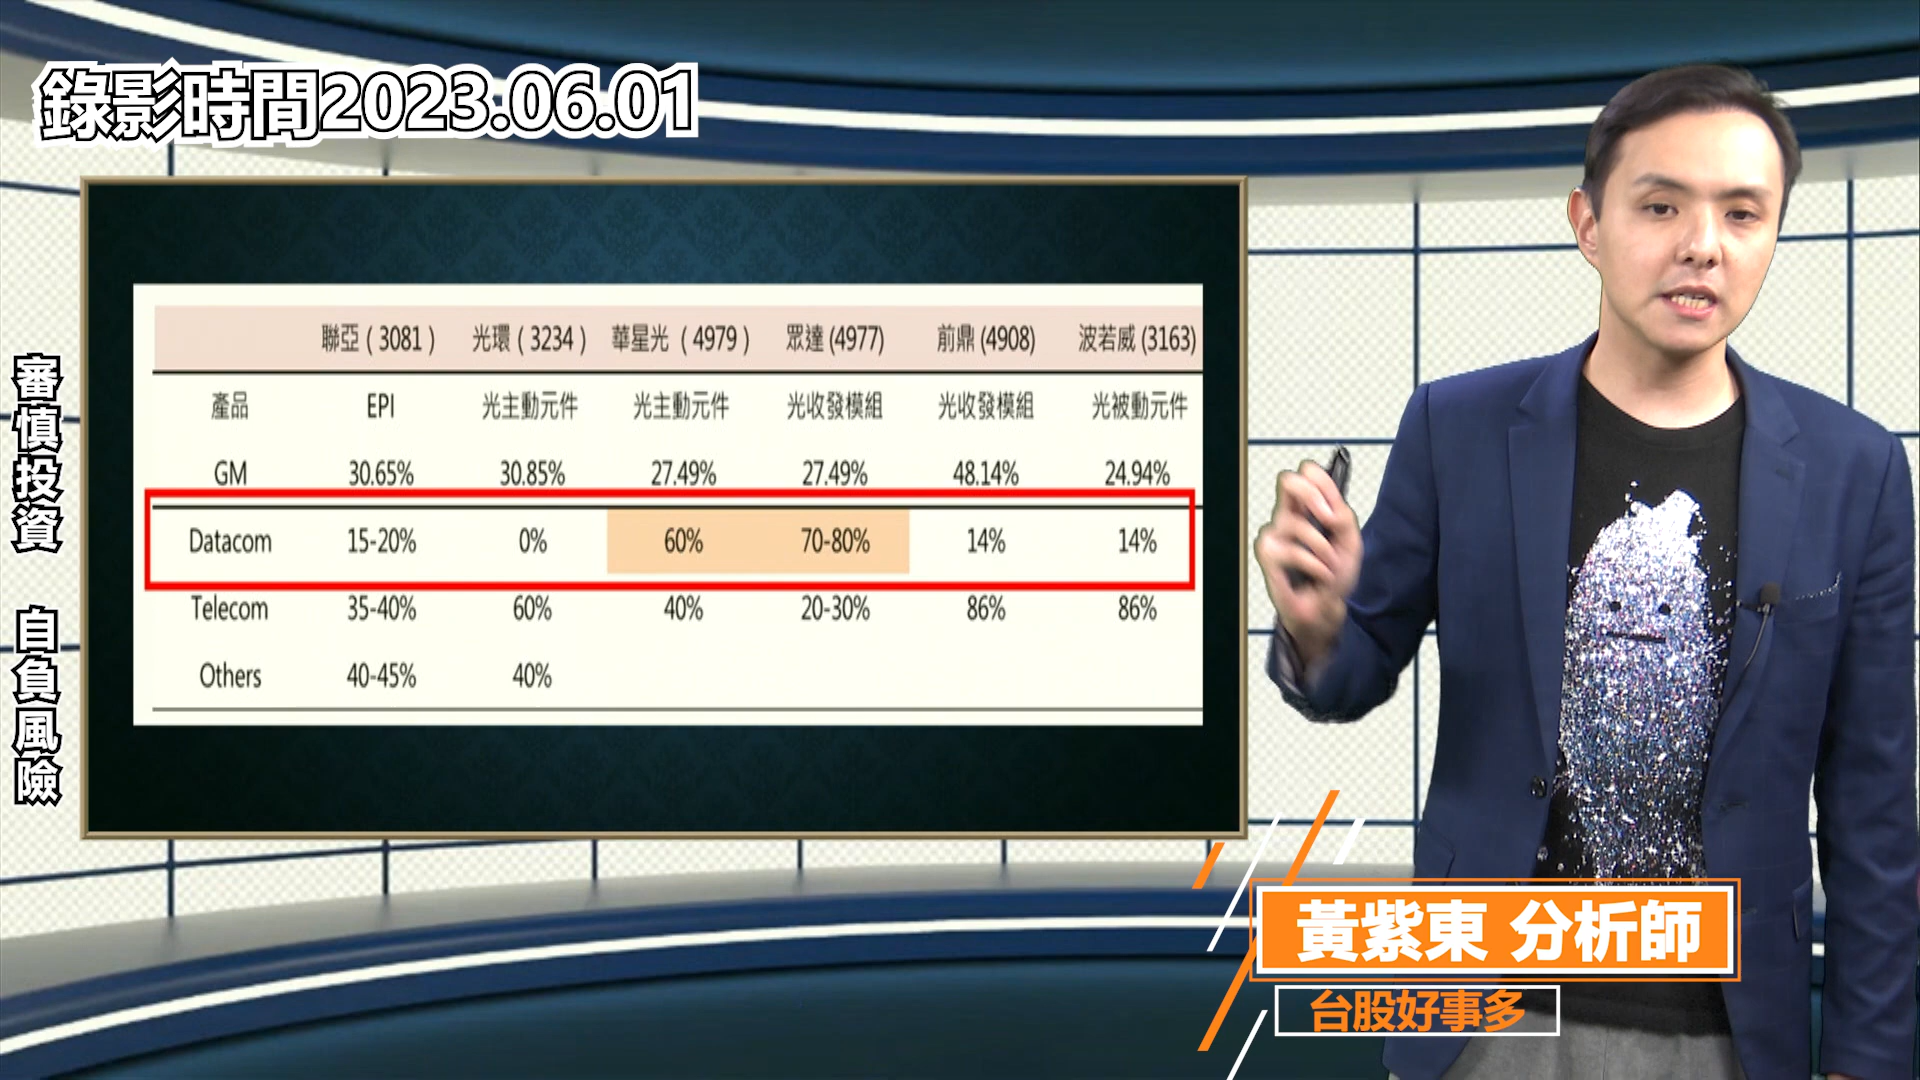 錄影時間2023.06.01
審慎投資 自負風險
聯亞 ( 3081 ) 光環 ( 3234 ) 華星光 ( 4979 ) 眾達 (4977) 前鼎 (4908) 波若威 (3163)
產品 EPI 光主動元件 光主動元件 光收發模組 光收發模組 光被動元件
GM 30.65% 30.85% 27.49% 27.49% 48.14% 24.94%
Datacom 15-20% 0% 60% 70-80% 14% 14%
Telecom 35-40% 60% 40% 20-30% 86% 86%
Others 40-45% 40%
黃紫東 分析師
台股好事多